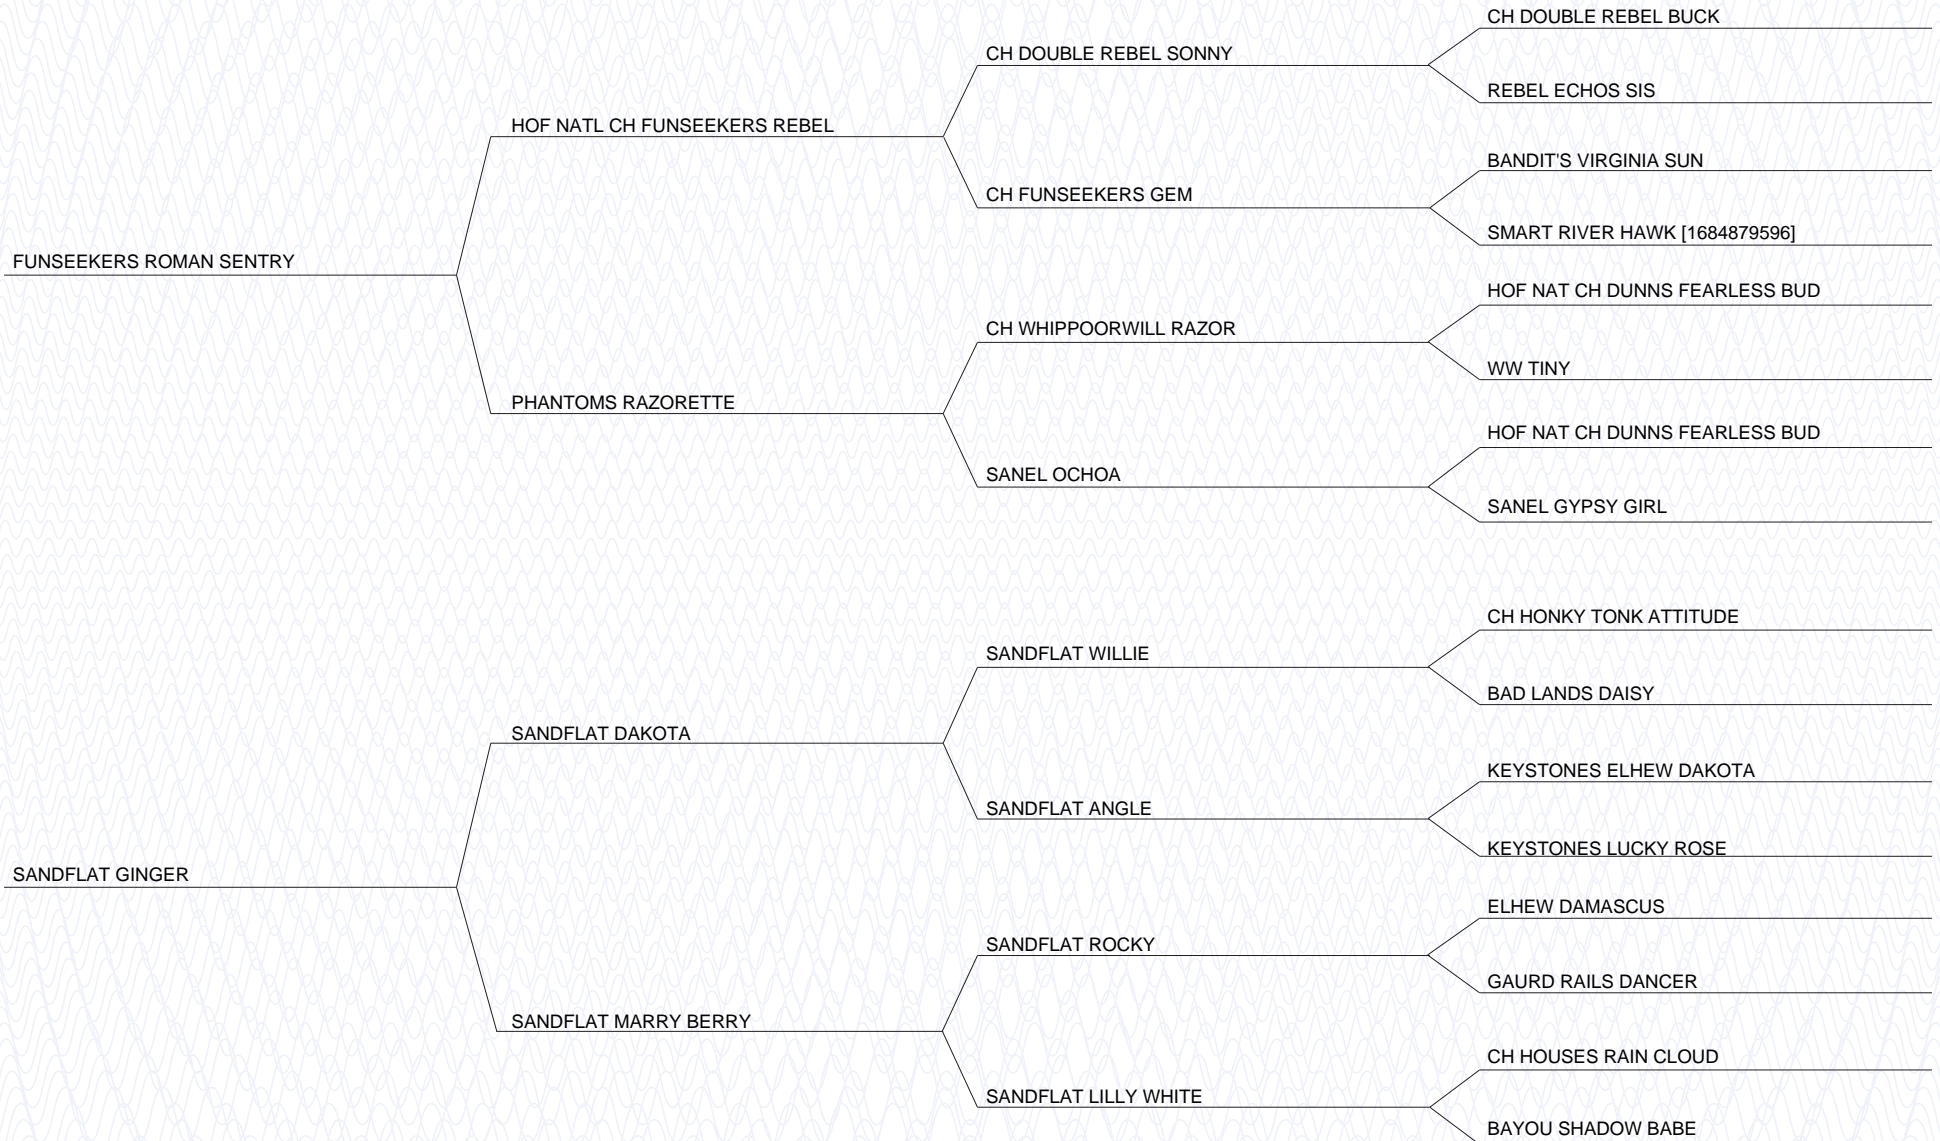 CH DOUBLE REBEL BUCK
CH DOUBLE REBEL SONNY
REBEL ECHOS SIS
HOF NATL CH FUNSEEKERS REBEL
BANDIT'S VIRGINIA SUN
CH FUNSEEKERS GEM
SMART RIVER HAWK [1684879596]
FUNSEEKERS ROMAN SENTRY
HOF NAT CH DUNNS FEARLESS BUD
CH WHIPPOORWILL RAZOR
WW TINY
PHANTOMS RAZORETTE
HOF NAT CH DUNNS FEARLESS BUD
SANEL OCHOA
SANEL GYPSY GIRL
CH HONKY TONK ATTITUDE
SANDFLAT WILLIE
BAD LANDS DAISY
SANDFLAT DAKOTA
KEYSTONES ELHEW DAKOTA
SANDFLAT ANGLE
KEYSTONES LUCKY ROSE
SANDFLAT GINGER
ELHEW DAMASCUS
SANDFLAT ROCKY
GAURD RAILS DANCER
SANDFLAT MARRY BERRY
CH HOUSES RAIN CLOUD
SANDFLAT LILLY WHITE
BAYOU SHADOW BABE